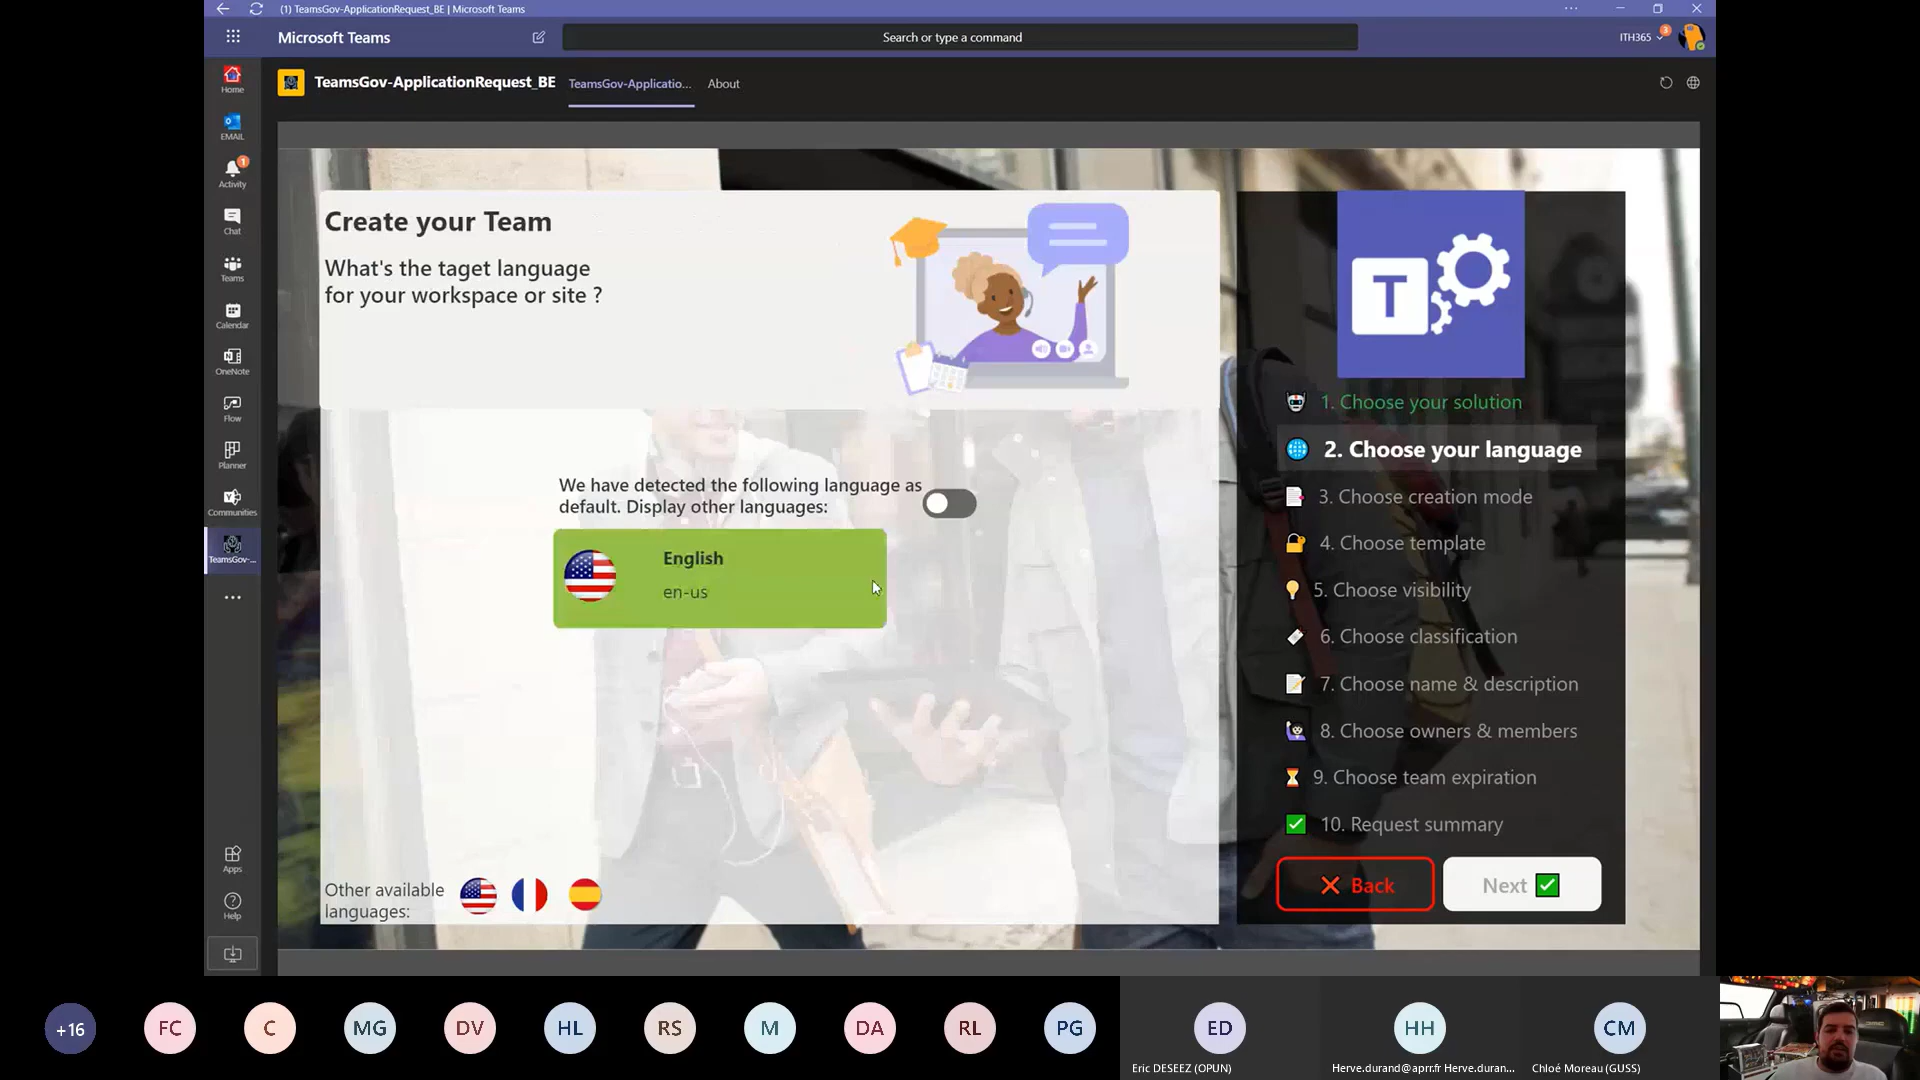 (1) TeamsGov-ApplicationRequest_BE | Microsoft Teams
Microsoft Teams
Search or type a command
ITH365
3
Home
EMAIL
1
Activity
Chat
Teams
Calendar
OneNote
Flow
Planner
Communities
TeamsGov-...
Apps
Help
TeamsGov-ApplicationRequest_BE
TeamsGov-Applicatio...
About
Create your Team
What's the taget language
for your workspace or site ?
We have detected the following language as
default. Display other languages:
English
en-us
Other available
languages:
T
1. Choose your solution
2. Choose your language
3. Choose creation mode
4. Choose template
5. Choose visibility
6. Choose classification
7. Choose name & description
8. Choose owners & members
9. Choose team expiration
10. Request summary
Back
Next
+16
FC
C
MG
DV
HL
RS
M
DA
RL
PG
ED
HH
CM
Eric DESEEZ (OPUN)
Herve.durand@aprr.fr Herve.duran...
Chloé Moreau (GUSS)